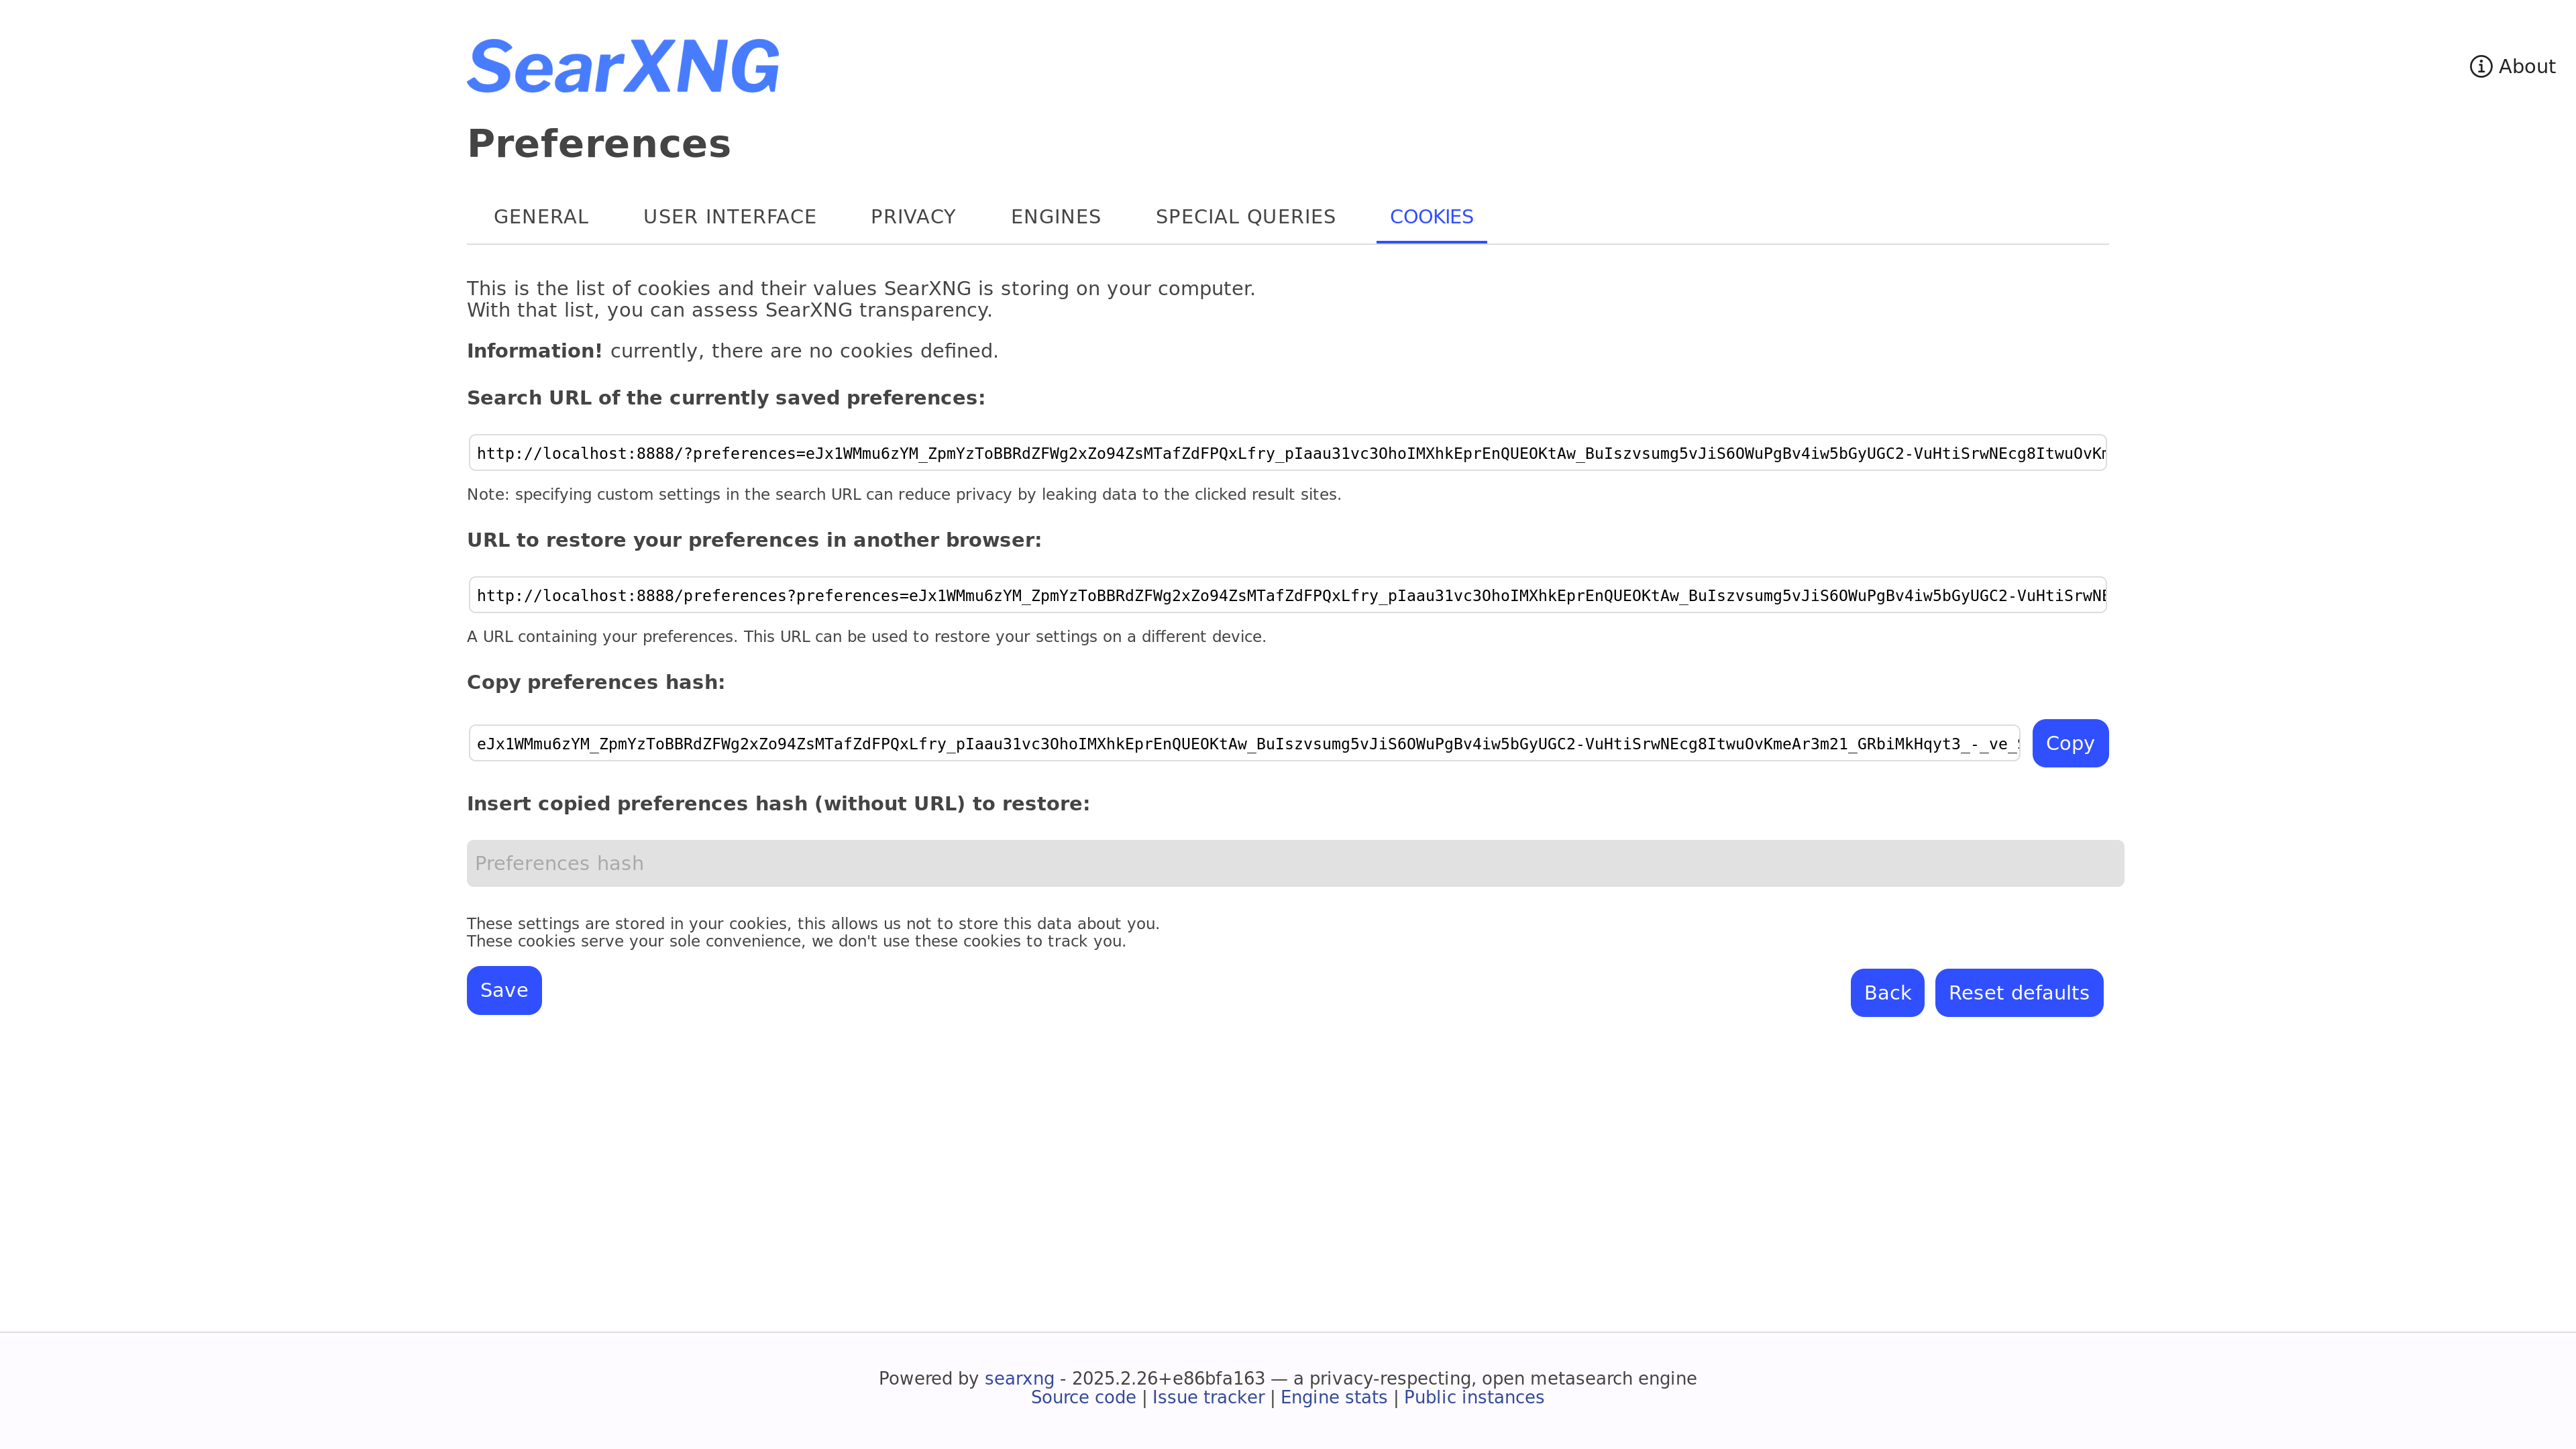 SearXNG
About
Preferences
GENERAL USER INTERFACE PRIVACY ENGINES SPECIAL QUERIES COOKIES
This is the list of cookies and their values SearXNG is storing on your computer.
With that list, you can assess SearXNG transparency.
Information! currently, there are no cookies defined.
Search URL of the currently saved preferences:
http://localhost:8888/?preferences=eJx1WMmu6zYM_ZpmYzToBBRdZFWg2xZo94ZsMTafZdFPQxLfry_pIaau31vc3OhoIMXhkEprEnQUEOKtAw_BuIszvsumg5vJiS6OWuPgBv4iw5bGyUGC2-VuHtiSrwNEcg8ItwuOvKm
Note: specifying custom settings in the search URL can reduce privacy by leaking data to the clicked result sites.
URL to restore your preferences in another browser:
http://localhost:8888/preferences?preferences=eJx1WMmu6zYM_ZpmYzToBBRdZFWg2xZo94ZsMTafZdFPQxLfry_pIaau31vc3OhoIMXhkEprEnQUEOKtAw_BuIszvsumg5vJiS6OWuPgBv4iw5bGyUGC2-VuHtiSrwNE
A URL containing your preferences. This URL can be used to restore your settings on a different device.
Copy preferences hash:
eJx1WMmu6zYM_ZpmYzToBBRdZFWg2xZo94ZsMTafZdFPQxLfry_pIaau31vc3OhoIMXhkEprEnQUEOKtAw_BuIszvsumg5vJiS6OWuPgBv4iw5bGyUGC2-VuHtiSrwNEcg8ItwuOvKmeAr3m21_GRbiMkHqyt3_-_ve_S
Copy
Insert copied preferences hash (without URL) to restore:
Preferences hash
These settings are stored in your cookies, this allows us not to store this data about you.
These cookies serve your sole convenience, we don't use these cookies to track you.
Save Back Reset defaults
Powered by searxng - 2025.2.26+e86bfa163 — a privacy-respecting, open metasearch engine
Source code | Issue tracker | Engine stats | Public instances